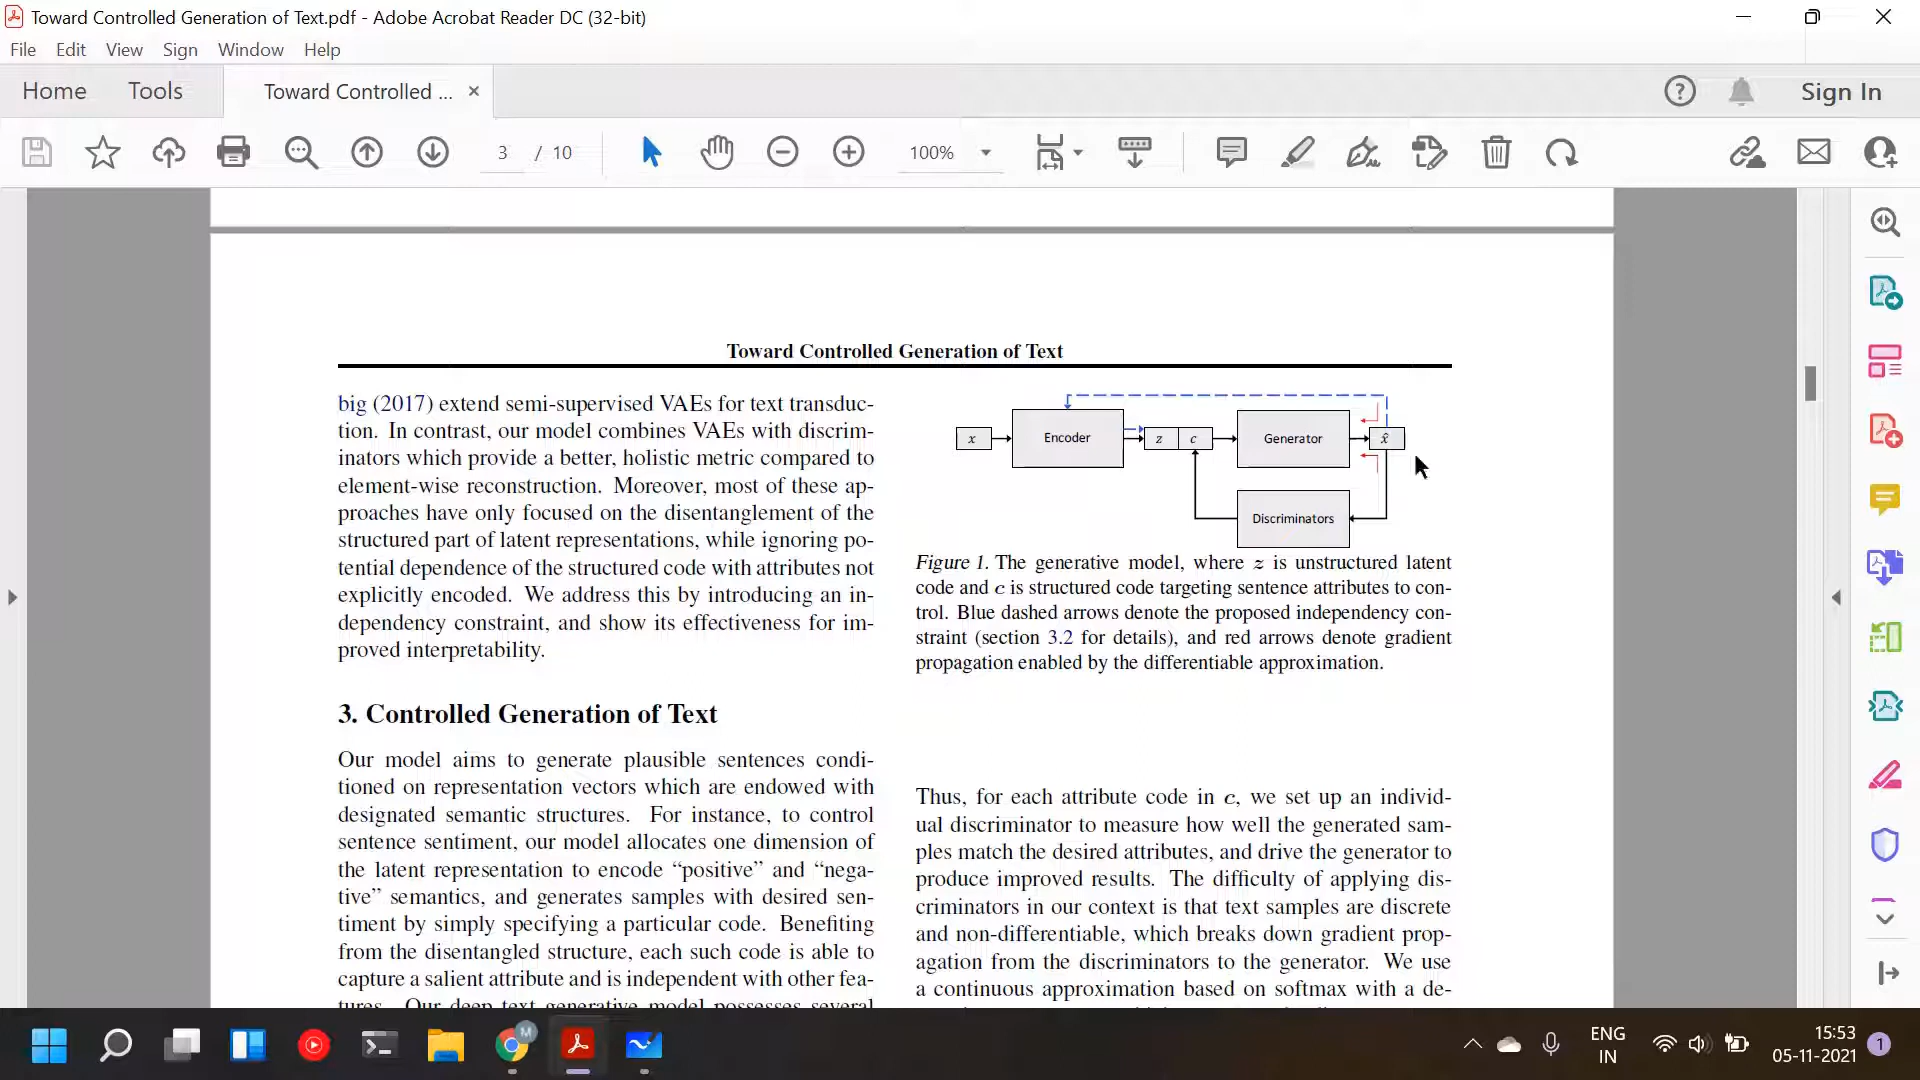 Toward Controlled Generation of Text.pdf - Adobe Acrobat Reader DC (32-bit)
File Edit View Sign Window Help
Home Tools Toward Controlled ... × Sign In
3 / 10 100%
Toward Controlled Generation of Text
big (2017) extend semi-supervised VAEs for text transduc-
tion. In contrast, our model combines VAEs with discrim-
inators which provide a better, holistic metric compared to
element-wise reconstruction. Moreover, most of these ap-
proaches have only focused on the disentanglement of the
structured part of latent representations, while ignoring po-
tential dependence of the structured code with attributes not
explicitly encoded. We address this by introducing an in-
dependency constraint, and show its effectiveness for im-
proved interpretability.
3. Controlled Generation of Text
Our model aims to generate plausible sentences condi-
tioned on representation vectors which are endowed with
designated semantic structures. For instance, to control
sentence sentiment, our model allocates one dimension of
the latent representation to encode “positive” and “nega-
tive” semantics, and generates samples with desired sen-
timent by simply specifying a particular code. Benefiting
from the disentangled structure, each such code is able to
capture a salient attribute and is independent with other fea-
tures. Our deep text generative model possesses several
x Encoder z c Generator x̂
Discriminators
Figure 1. The generative model, where z is unstructured latent
code and c is structured code targeting sentence attributes to con-
trol. Blue dashed arrows denote the proposed independency con-
straint (section 3.2 for details), and red arrows denote gradient
propagation enabled by the differentiable approximation.
Thus, for each attribute code in c, we set up an individ-
ual discriminator to measure how well the generated sam-
ples match the desired attributes, and drive the generator to
produce improved results. The difficulty of applying dis-
criminators in our context is that text samples are discrete
and non-differentiable, which breaks down gradient prop-
agation from the discriminators to the generator. We use
a continuous approximation based on softmax with a de-
M
ENG
IN
15:53
05-11-2021
1